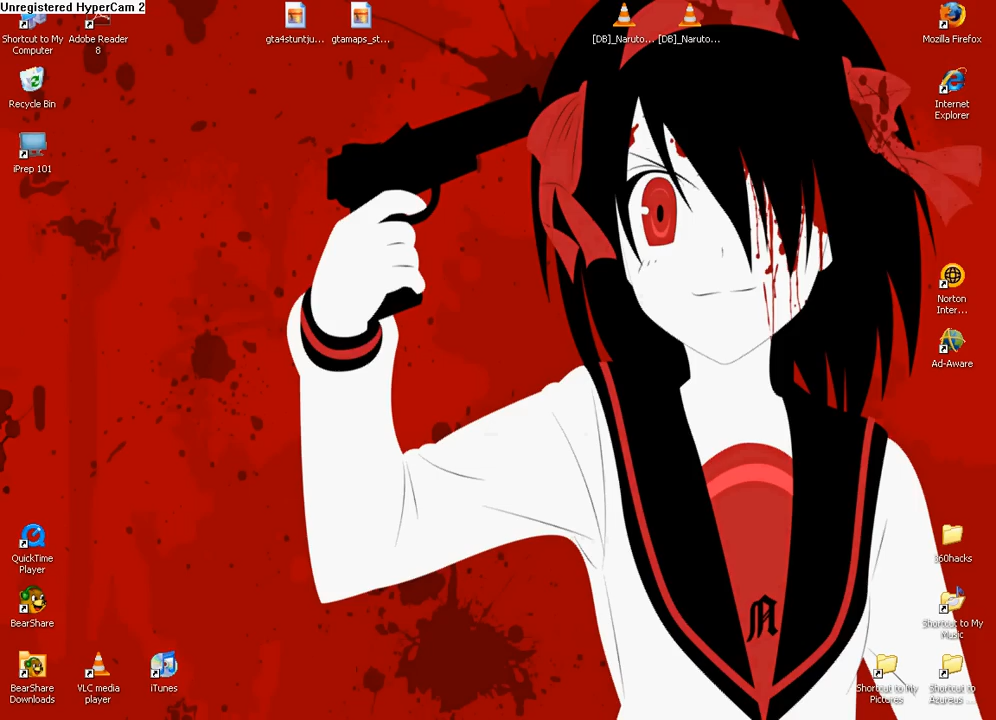 Unregistered HyperCam 2
Shortcut to My
Computer
Adobe Reader
8
gta4stuntju...
gtamaps_st...
[DB]_Naruto...
[DB]_Naruto...
Mozilla Firefox
Recycle Bin
Internet
Explorer
iPrep 101
Norton
Inter...
Ad-Aware
QuickTime
Player
360hacks
BearShare
Shortcut to My
Music
BearShare
Downloads
VLC media
player
iTunes
Shortcut to My
Pictures
Shortcut to
Azureus ...